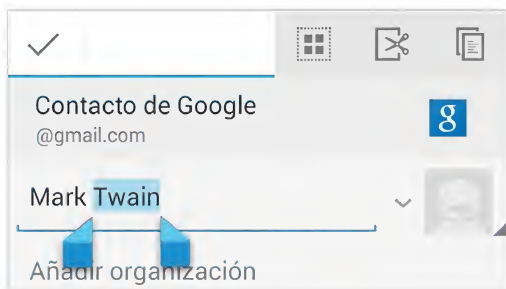 Contacto de Google
g
@gmail.com
Mark Twain
Añadir organización